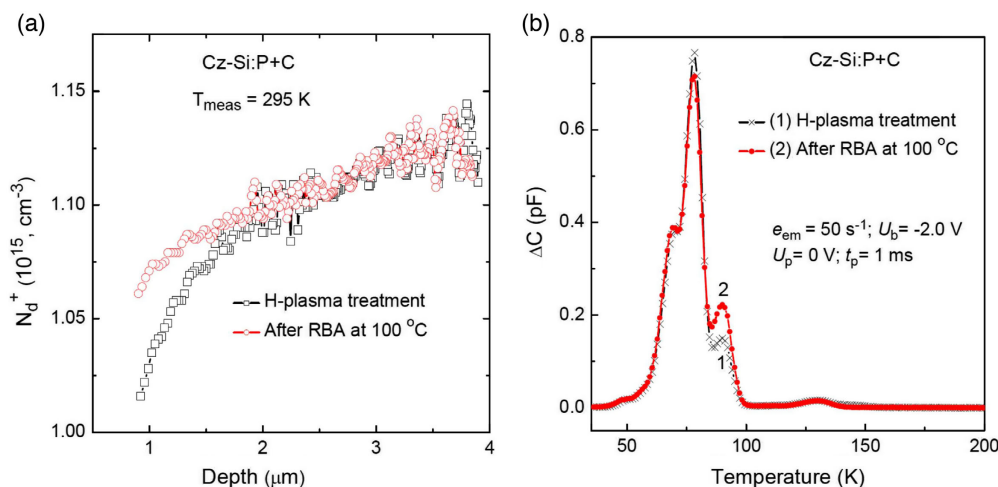 (a)
Cz-Si:P+C
T_meas = 295 K
H-plasma treatment
After RBA at 100 °C
N_d^+ (10^15, cm^-3)
1.15
1.10
1.05
1.00
1
2
3
4
Depth (μm)
(b)
Cz-Si:P+C
(1) H-plasma treatment
(2) After RBA at 100 °C
e_em = 50 s^-1; U_b= -2.0 V
U_p= 0 V; t_p= 1 ms
2
1
ΔC (pF)
0.8
0.6
0.4
0.2
0.0
50
100
150
200
Temperature (K)